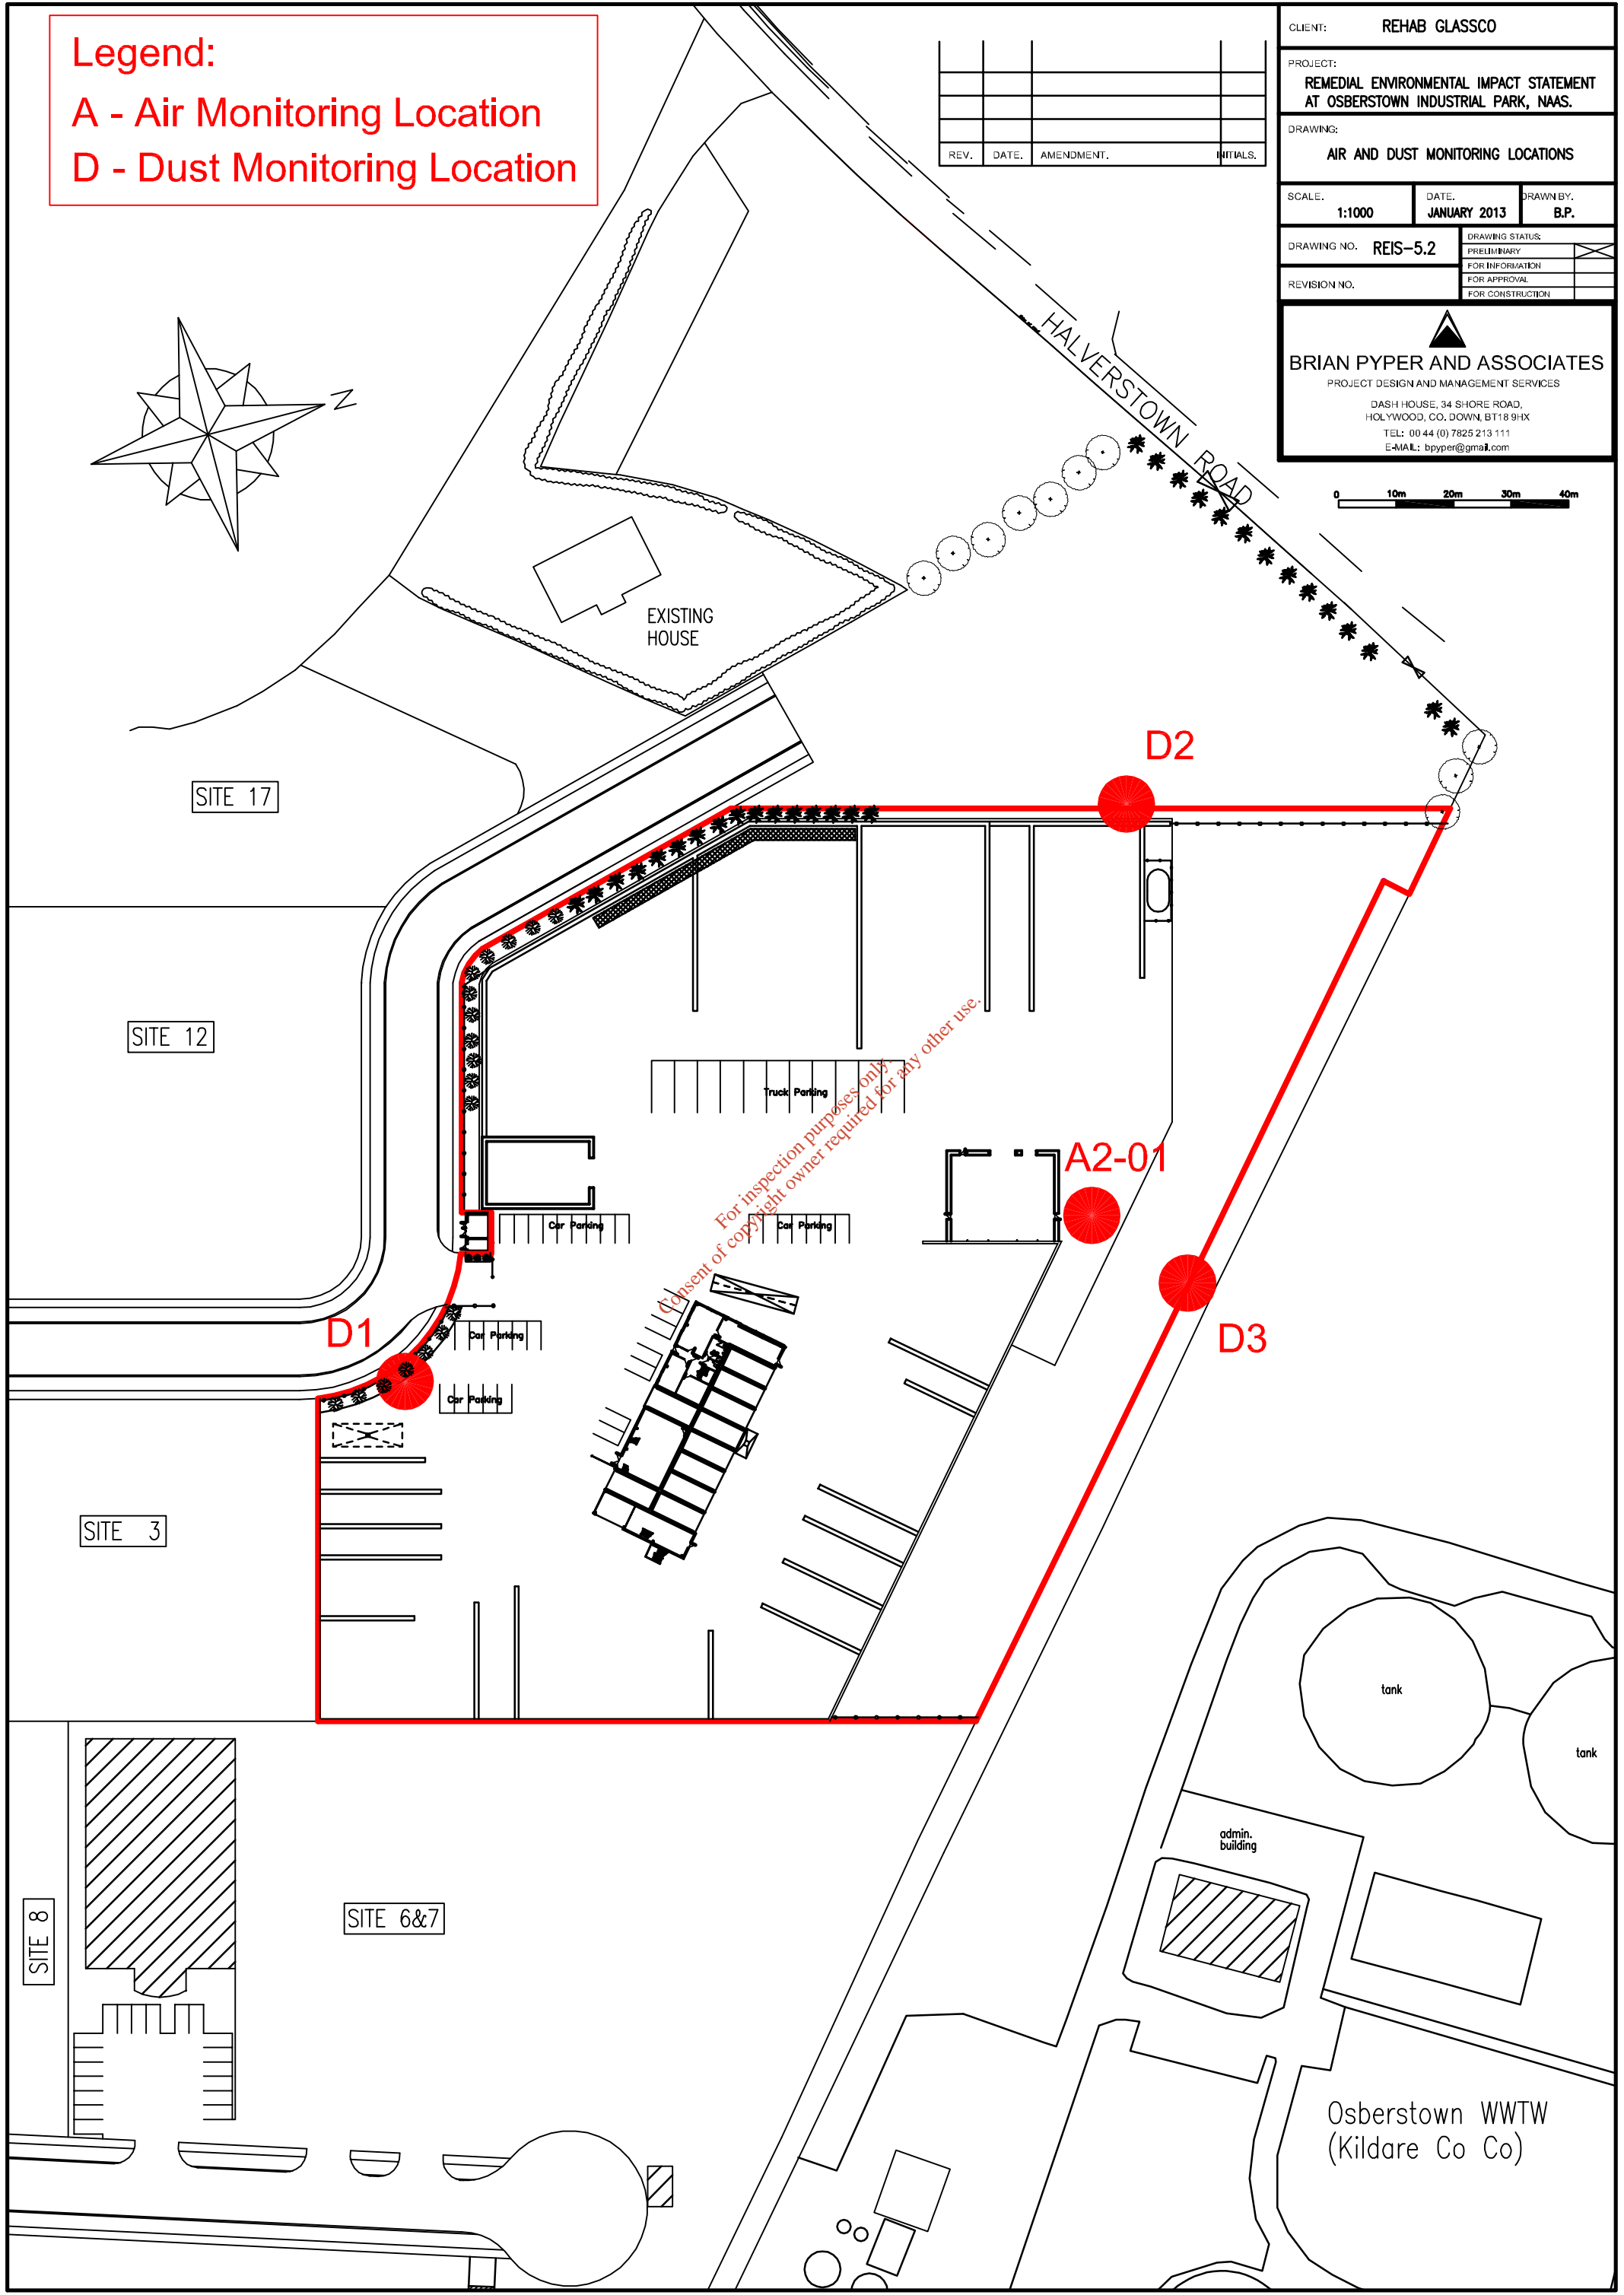 Legend:
A - Air Monitoring Location
D - Dust Monitoring Location
REV. DATE. AMENDMENT. INITIALS.
CLIENT: REHAB GLASSCO
PROJECT:
REMEDIAL ENVIRONMENTAL IMPACT STATEMENT
AT OSBERSTOWN INDUSTRIAL PARK, NAAS.
DRAWING:
AIR AND DUST MONITORING LOCATIONS
SCALE. DATE. DRAWN BY.
1:1000 JANUARY 2013 B.P.
DRAWING NO. REIS-5.2
DRAWING STATUS:
PRELIMINARY
FOR INFORMATION
FOR APPROVAL
FOR CONSTRUCTION
REVISION NO.
BRIAN PYPER AND ASSOCIATES
PROJECT DESIGN AND MANAGEMENT SERVICES
DASH HOUSE, 34 SHORE ROAD,
HOLYWOOD, CO. DOWN, BT18 9HX
TEL: 00 44 (0) 7825 213 111
E-MAIL: bpyper@gmail.com
0 10m 20m 30m 40m
N
HALVERSTOWN ROAD
EXISTING
HOUSE
D2
SITE 17
SITE 12
Truck Parking
For inspection purposes only.
Consent of copyright owner required for any other use.
A2-01
Car Parking
Car Parking
D1
Car Parking
D3
Car Parking
SITE 3
tank
tank
admin.
building
SITE 8
SITE 6&7
Osberstown WWTW
(Kildare Co Co)